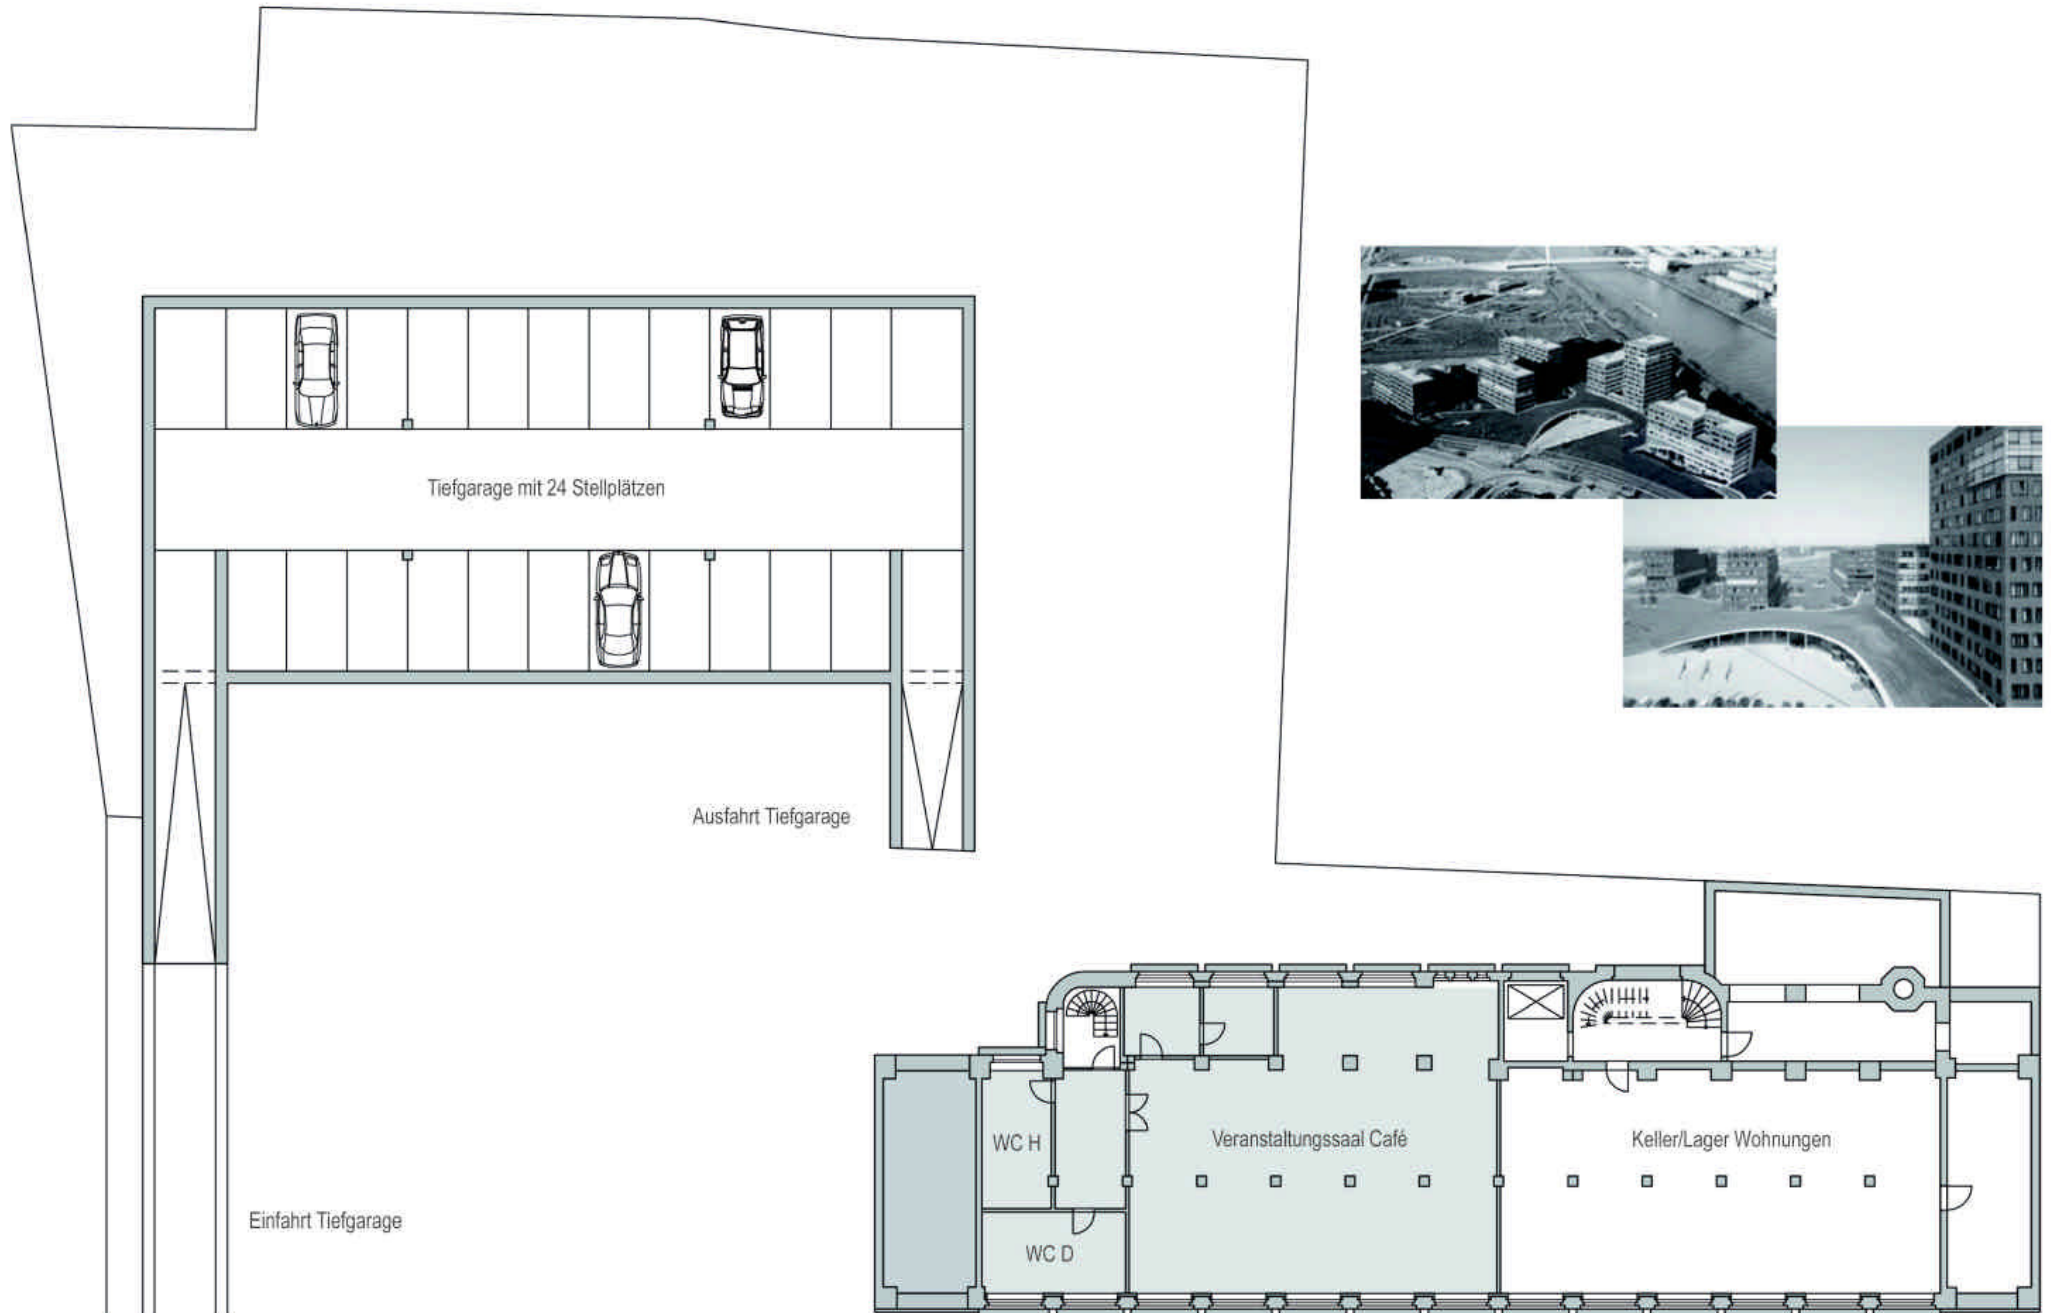 Tiefgarage mit 24 Stellplätzen
Ausfahrt Tiefgarage
Einfahrt Tiefgarage
WC H
Veranstaltungssaal Café
Keller/Lager Wohnungen
WC D